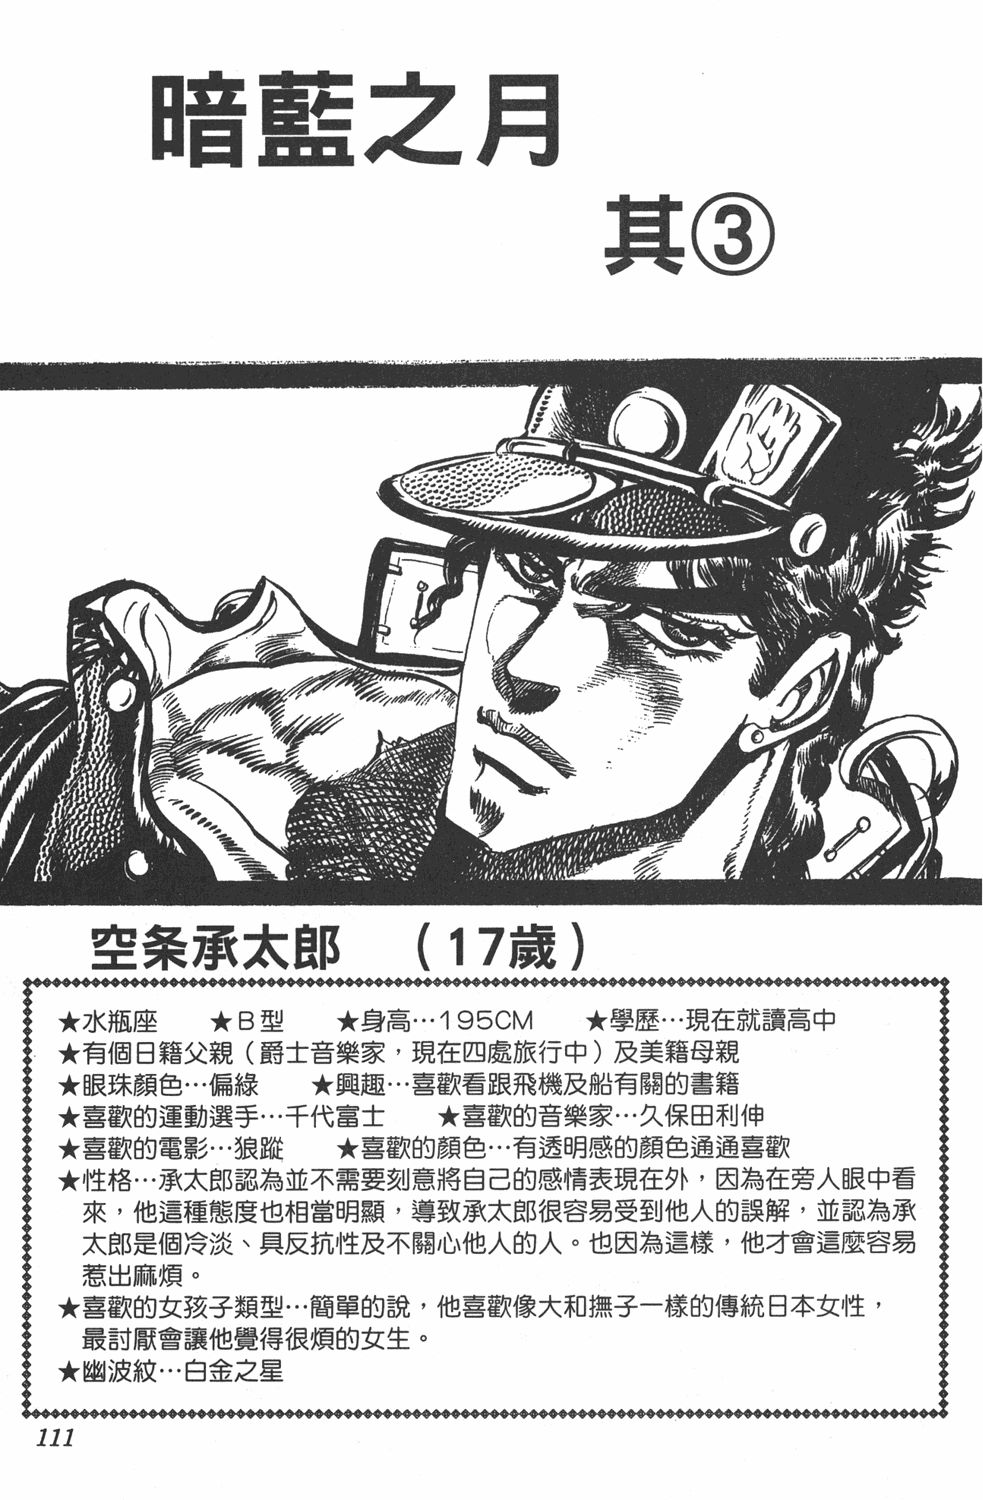 暗藍之月
其③
空条承太郎 （17歲）
★水瓶座 ★B型 ★身高…195CM ★學歷…現在就讀高中
★有個日籍父親（爵士音樂家，現在四處旅行中）及美籍母親
★眼珠顏色…偏綠 ★興趣…喜歡看跟飛機及船有關的書籍
★喜歡的運動選手…千代富士 ★喜歡的音樂家…久保田利伸
★喜歡的電影…狼蹤 ★喜歡的顏色…有透明感的顏色通通喜歡
★性格…承太郎認為並不需要刻意將自己的感情表現在外，因為在旁人眼中看
來，他這種態度也相當明顯，導致承太郎很容易受到他人的誤解，並認為承
太郎是個冷淡、具反抗性及不關心他人的人。也因為這樣，他才會這麼容易
惹出麻煩。
★喜歡的女孩子類型…簡單的說，他喜歡像大和撫子一樣的傳統日本女性，
最討厭會讓他覺得很煩的女生。
★幽波紋…白金之星
111